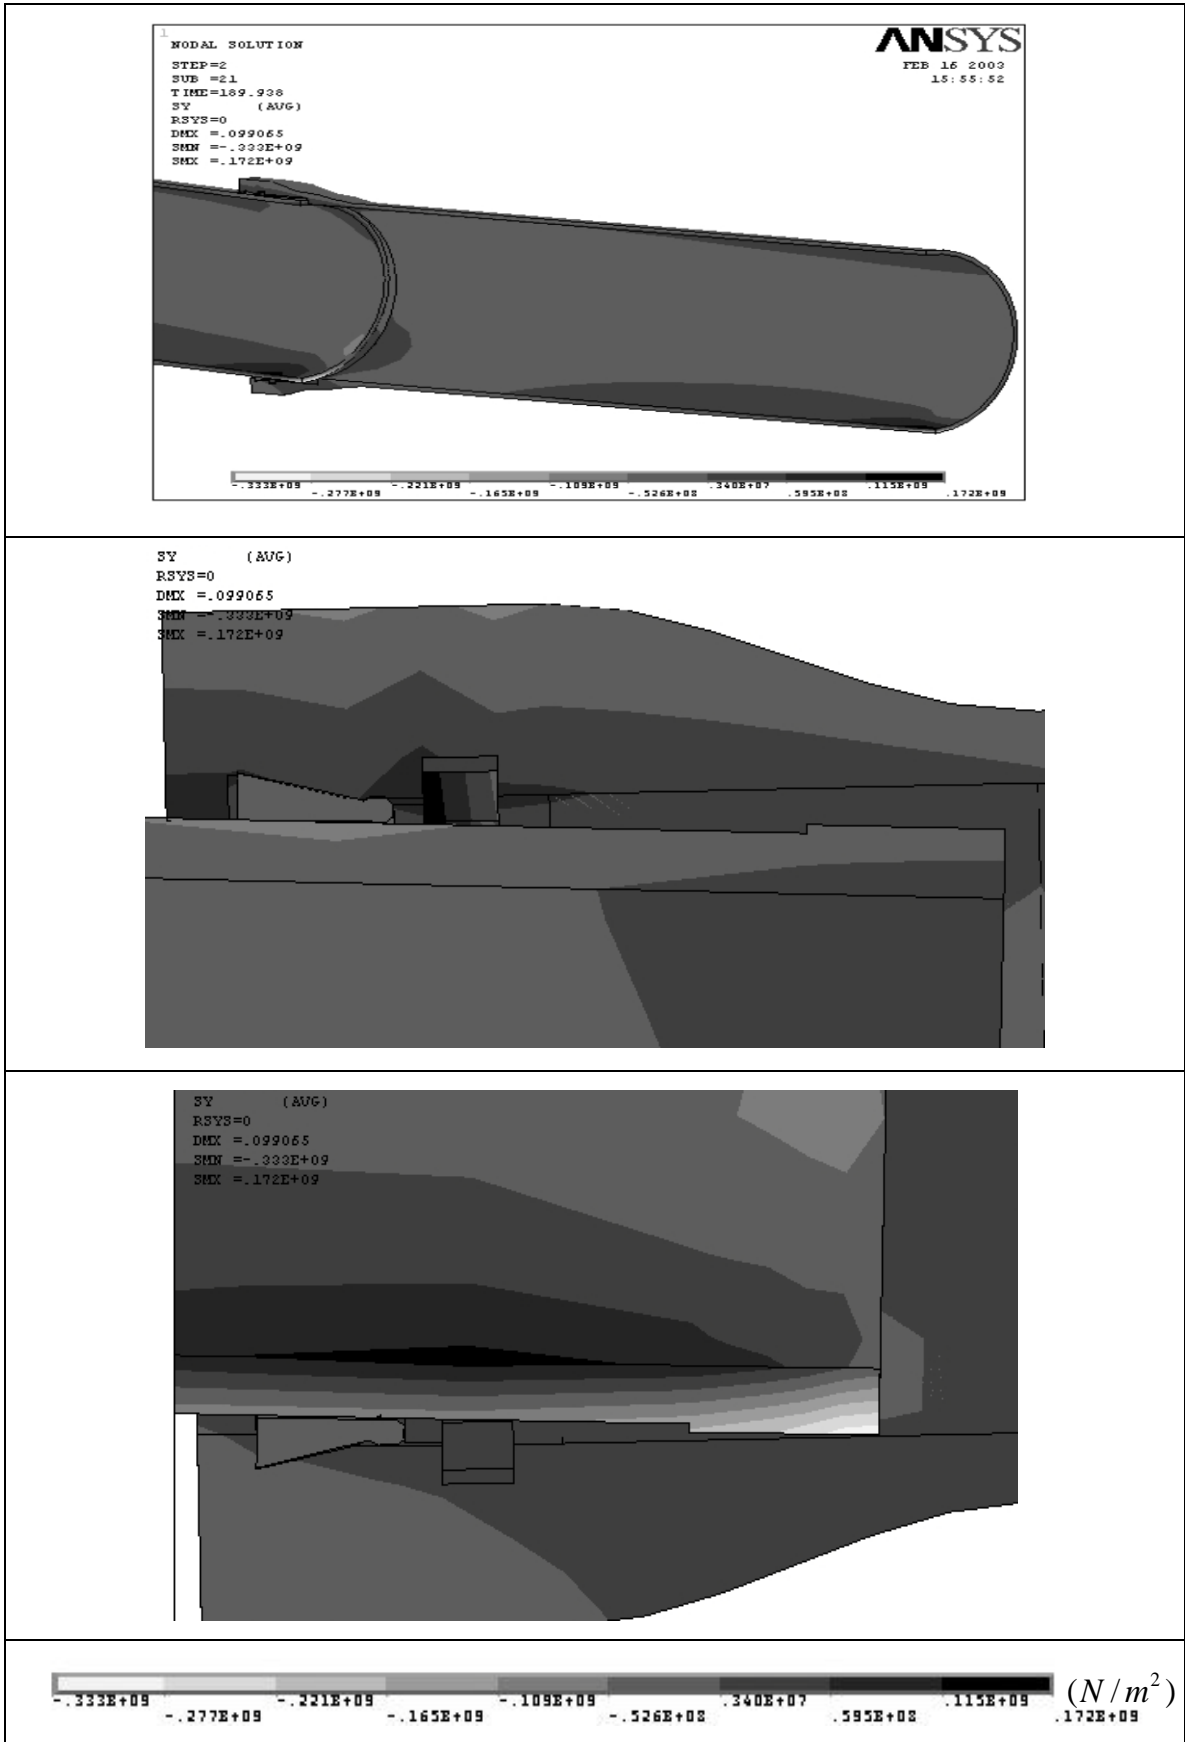 1
NODAL SOLUTION
ANSYS
STEP=2
SUB =21
TIME=189.938
SY (AVG)
RSYS=0
DMX =.099065
SMN =-.333E+09
SMX =.172E+09
FEB 16 2003
15:55:52
-.333E+09 -.221E+09 -.109E+09 .340E+07 .115E+09
-.277E+09 -.165E+09 -.526E+08 .595E+08 .172E+09
SY (AVG)
RSYS=0
DMX =.099065
SMN =-.333E+09
SMX =.172E+09
SY (AVG)
RSYS=0
DMX =.099065
SMN =-.333E+09
SMX =.172E+09
-.333E+09 -.221E+09 -.109E+09 .340E+07 .115E+09 (N/m²)
-.277E+09 -.165E+09 -.526E+08 .595E+08 .172E+09